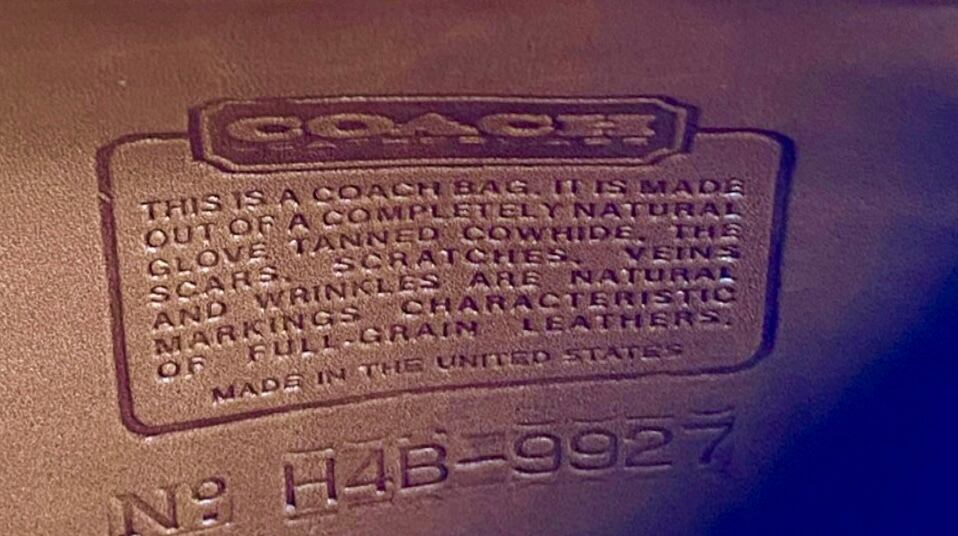 COACH
THIS IS A COACH BAG. IT IS MADE
OUT OF A COMPLETELY NATURAL
GLOVE TANNED COWHIDE. THE
SCARS, SCRATCHES, VEINS
AND WRINKLES ARE NATURAL
MARKINGS CHARACTERISTIC
OF FULL-GRAIN LEATHERS.
MADE IN THE UNITED STATES
Nº H4B-9927